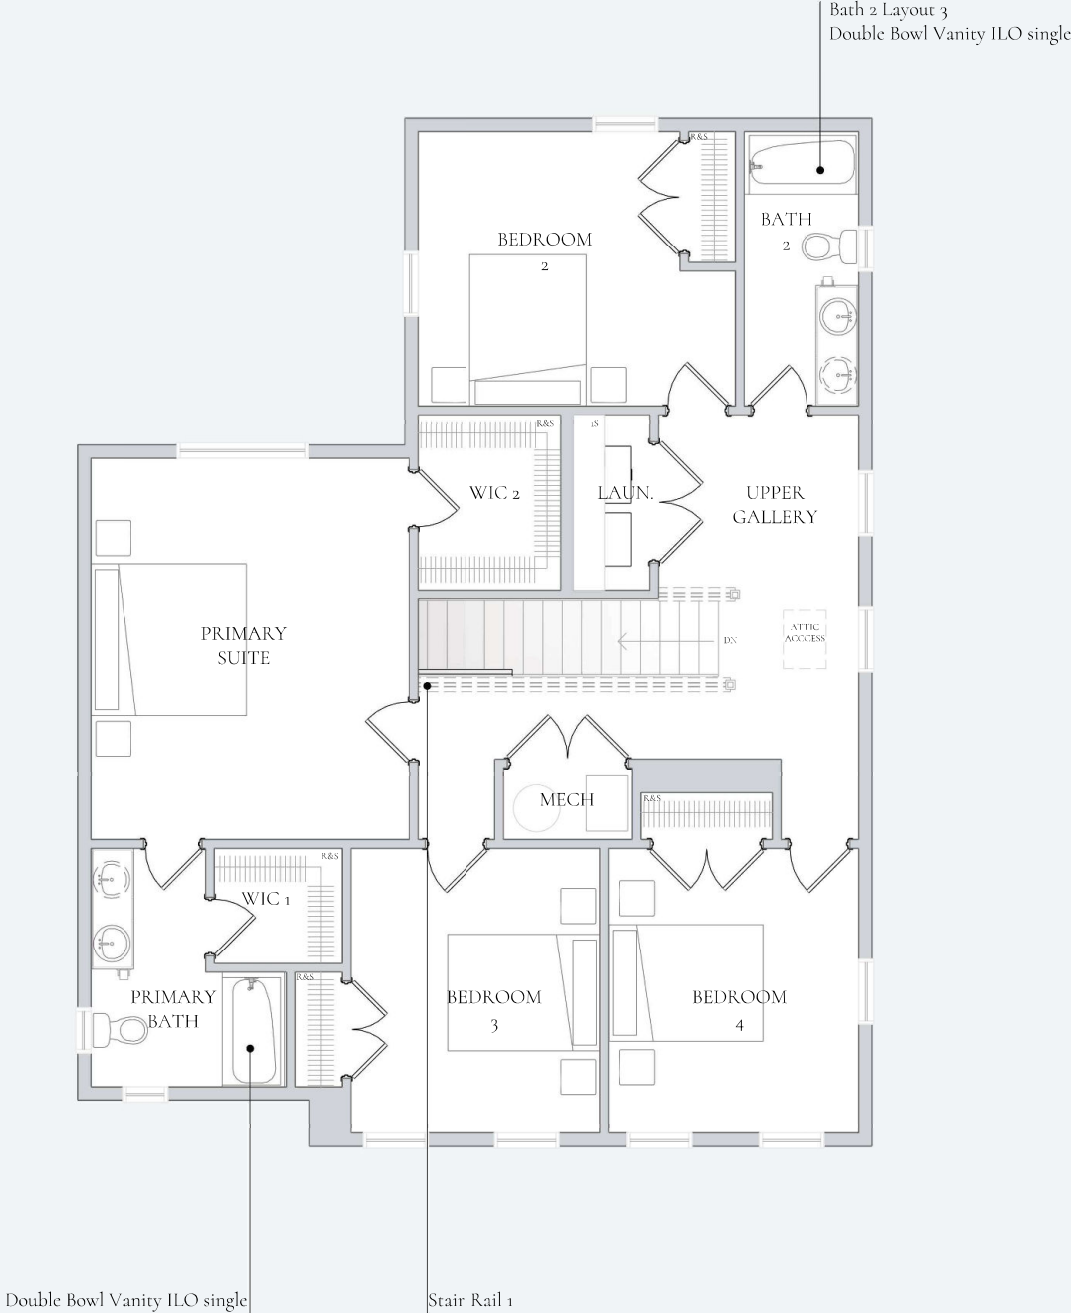 Bath 2 Layout 3
Double Bowl Vanity ILO single
R&S
BATH
2
BEDROOM
2
R&S
1S
WIC 2
LAUN.
UPPER
GALLERY
PRIMARY
SUITE
DN
ATTIC
ACCCESS
MECH
R&S
R&S
WIC 1
R&S
PRIMARY
BATH
BEDROOM
3
BEDROOM
4
Double Bowl Vanity ILO single
Stair Rail 1